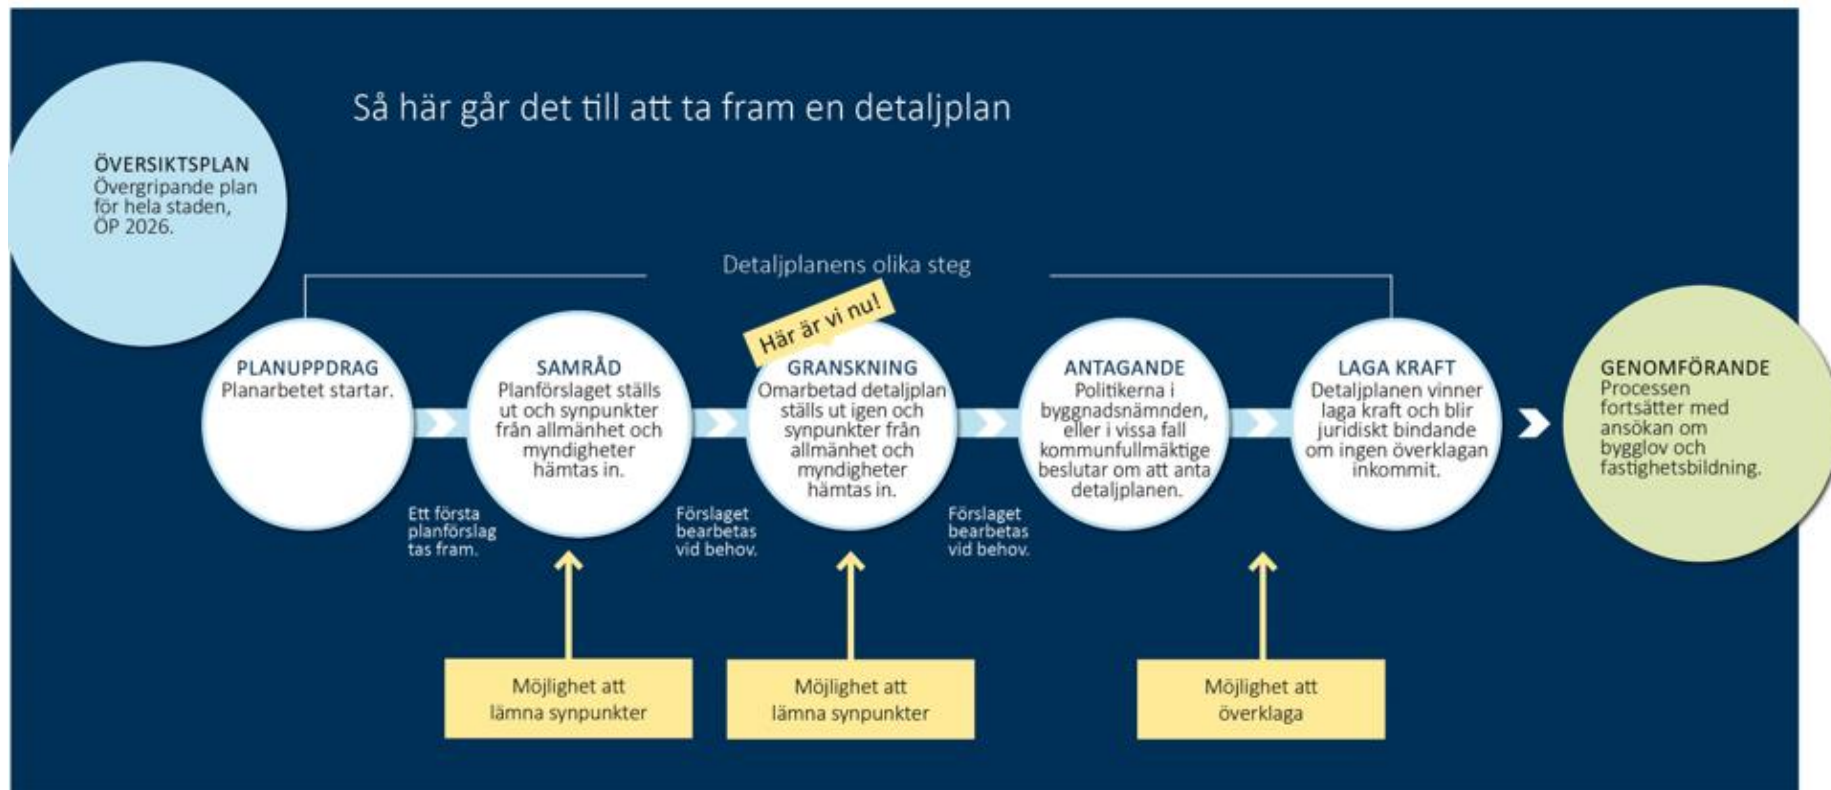 Så här går det till att ta fram en detaljplan
ÖVERSIKTSPLAN
Övergripande plan
för hela staden,
ÖP 2026.
Detaljplanens olika steg
Här är vi nu!
PLANUPPDRAG
Planarbetet startar.
Ett första
planförslag
tas fram.
SAMRÅD
Planförslaget ställs
ut och synpunkter
från allmänhet och
myndigheter
hämtas in.
Förslaget
bearbetas
vid behov.
GRANSKNING
Omarbetad detaljplan
ställs ut igen och
synpunkter från
allmänhet och
myndigheter
hämtas in.
Förslaget
bearbetas
vid behov.
ANTAGANDE
Politikerna i
byggnadsnämnden,
eller i vissa fall
kommunfullmäktige
beslutar om att anta
detaljplanen.
LAGA KRAFT
Detaljplanen vinner
laga kraft och blir
juridiskt bindande
om ingen överklagan
inkommit.
GENOMFÖRANDE
Processen
fortsätter med
ansökan om
bygglov och
fastighetsbildning.
Möjlighet att
lämna synpunkter
Möjlighet att
lämna synpunkter
Möjlighet att
överklaga